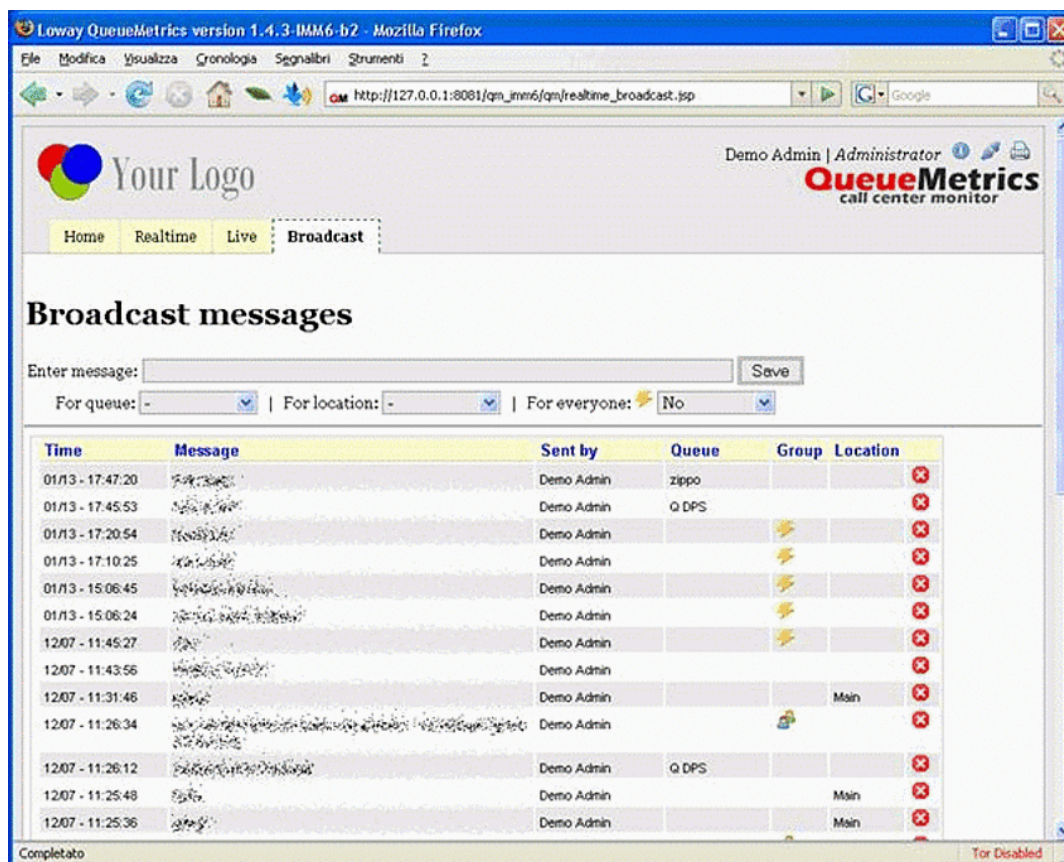 Loway QueueMetrics version 1.4.3-IMM6-b2 - Mozilla Firefox
File Modifica Visualizza Cronologia Segnalibri Strumenti ?
QM http://127.0.0.1:8081/qm_imm6/qm/realtime_broadcast.jsp G Google
Demo Admin | Administrator
Your Logo
QueueMetrics
call center monitor
Home Realtime Live Broadcast
Broadcast messages
Enter message: Save
For queue: - | For location: - | For everyone: No
Time Message Sent by Queue Group Location
01/13 - 17:47:20 Demo Admin zippo
01/13 - 17:45:53 Demo Admin Q DPS
01/13 - 17:20:54 Demo Admin
01/13 - 17:10:25 Demo Admin
01/13 - 15:06:45 Demo Admin
01/13 - 15:06:24 Demo Admin
12/07 - 11:45:27 Demo Admin
12/07 - 11:43:56 Demo Admin
12/07 - 11:31:46 Demo Admin Main
12/07 - 11:26:34 Demo Admin
12/07 - 11:26:12 Demo Admin Q DPS
12/07 - 11:25:48 Demo Admin Main
12/07 - 11:25:36 Demo Admin Main
Completato Tor Disabled